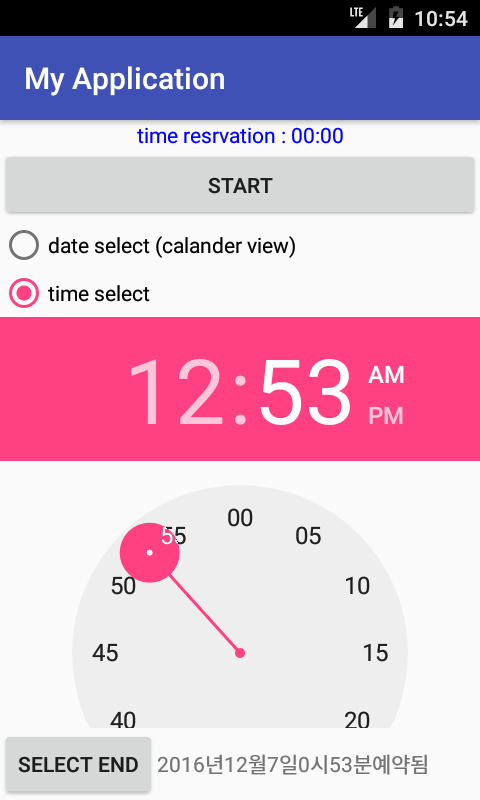 LTE 10:54
My Application
time resrvation : 00:00
START
date select (calander view)
time select
12:53 AM
PM
00
55 05
50 10
45 15
40 20
SELECT END 2016년12월7일0시53분예약됨